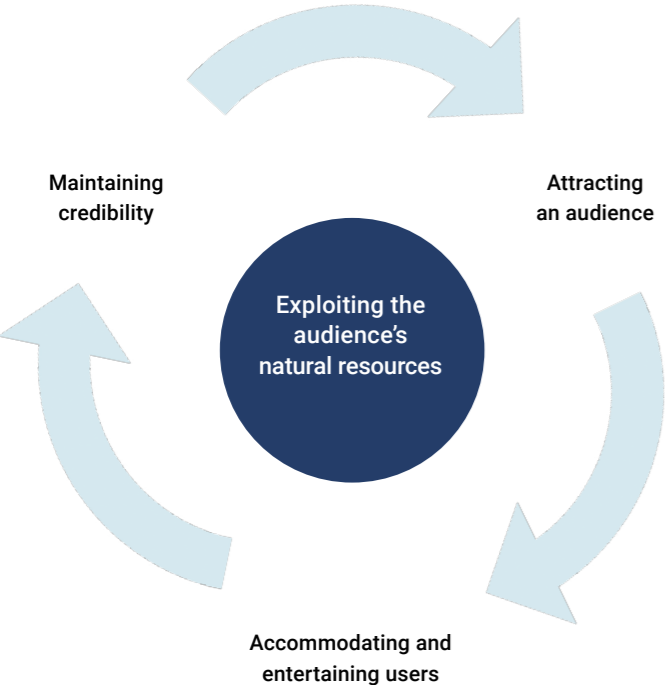 Maintaining
credibility
Attracting
an audience
Exploiting the
audience’s
natural resources
Accommodating and
entertaining users